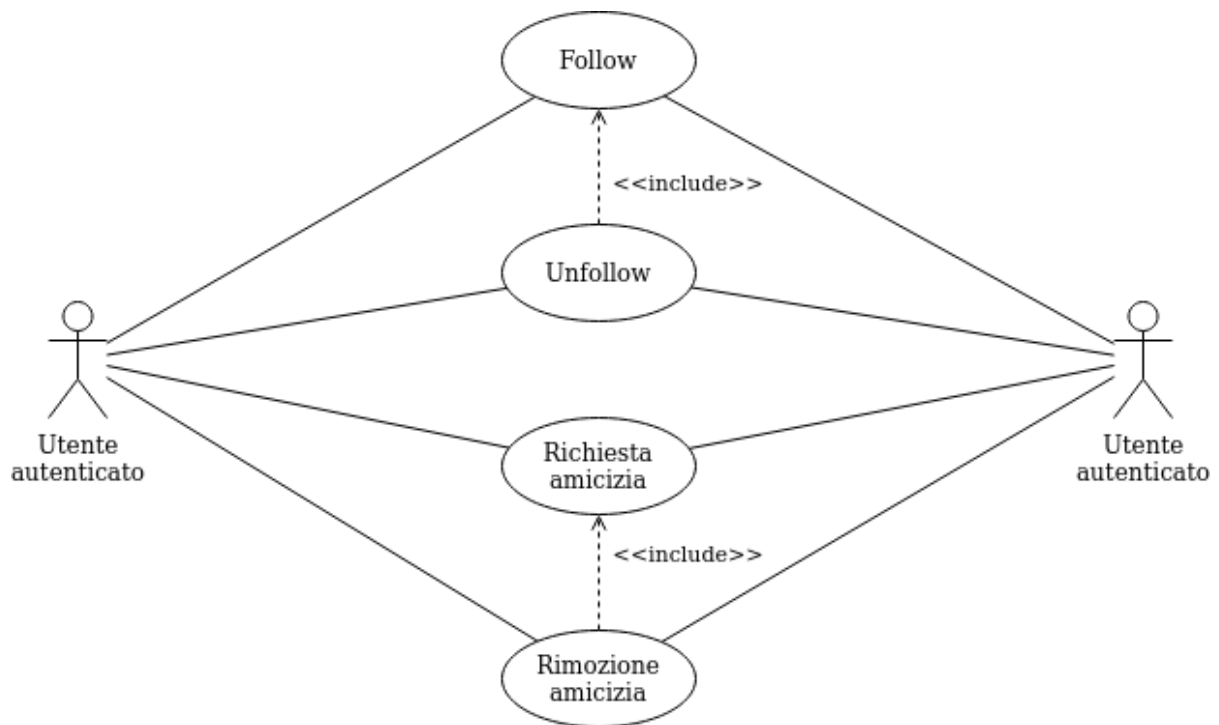 Follow
<<include>>
Unfollow
Utente
autenticato
Utente
autenticato
Richiesta
amicizia
<<include>>
Rimozione
amicizia